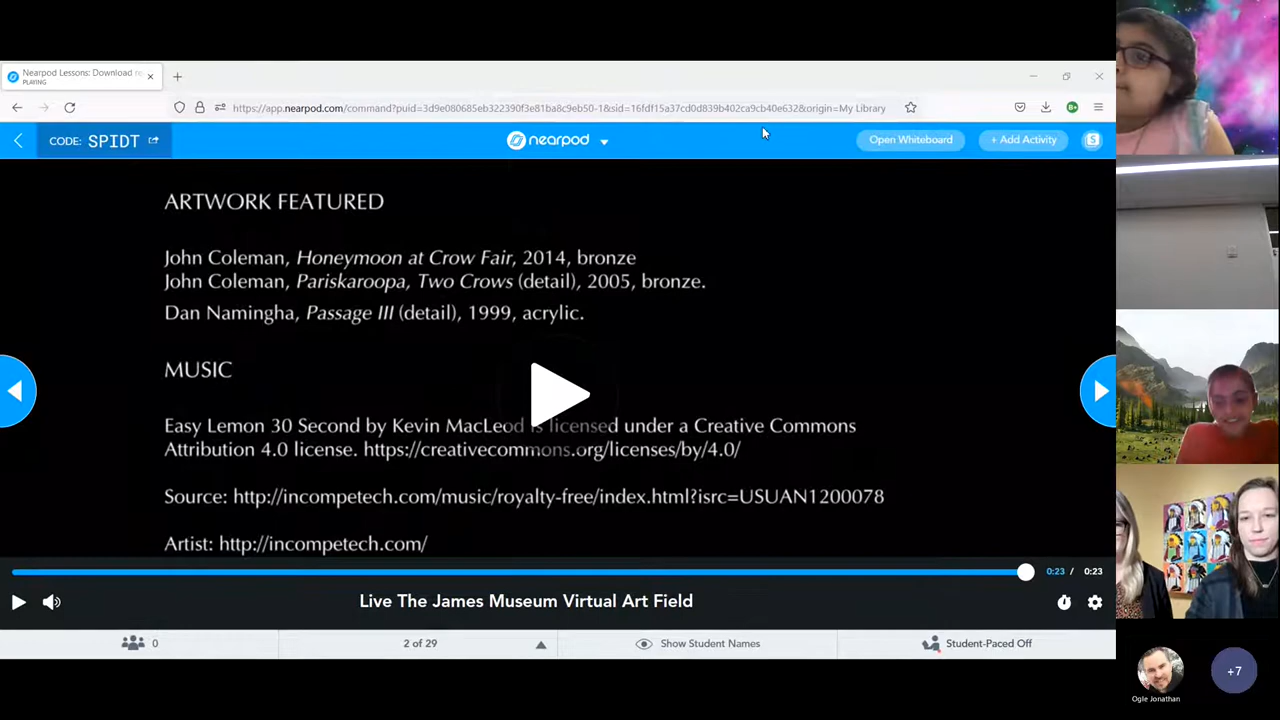 Nearpod Lessons: Download re
PLAYING
https://app.nearpod.com/command?puid=3d9e080685eb322390f3e81ba8c9eb50-1&sid=16fdf15a37cd0d839b402ca9cb40e632&origin=My Library
CODE: SPIDT
nearpod
Open Whiteboard
+ Add Activity
S
ARTWORK FEATURED
John Coleman, Honeymoon at Crow Fair, 2014, bronze
John Coleman, Pariskaroopa, Two Crows (detail), 2005, bronze.
Dan Namingha, Passage III (detail), 1999, acrylic.
MUSIC
Easy Lemon 30 Second by Kevin MacLeod is licensed under a Creative Commons
Attribution 4.0 license. https://creativecommons.org/licenses/by/4.0/
Source: http://incompetech.com/music/royalty-free/index.html?isrc=USUAN1200078
Artist: http://incompetech.com/
0:23 / 0:23
Live The James Museum Virtual Art Field
0
2 of 29
Show Student Names
Student-Paced Off
+7
Ogle Jonathan